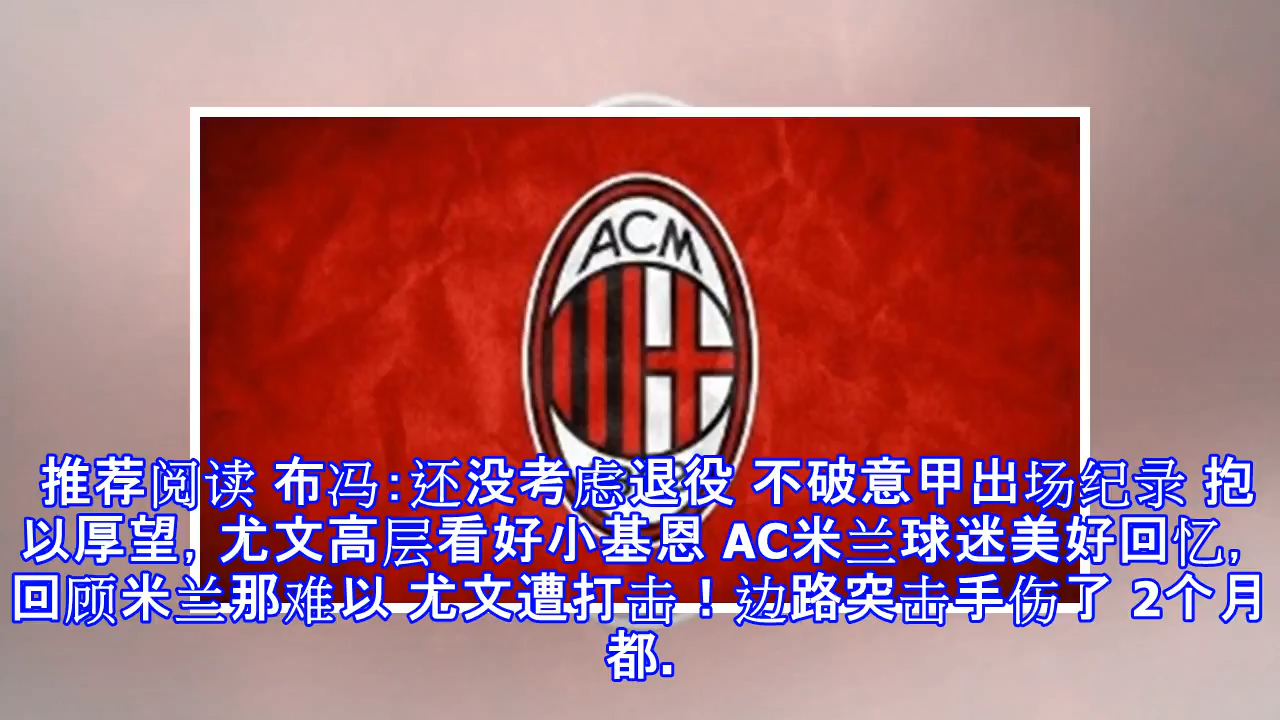 ACM
推荐阅读 布冯:还没考虑退役 不破意甲出场纪录 抱
以厚望, 尤文高层看好小基恩 AC米兰球迷美好回忆,
回顾米兰那难以 尤文遭打击！边路突击手伤了 2个月
都.